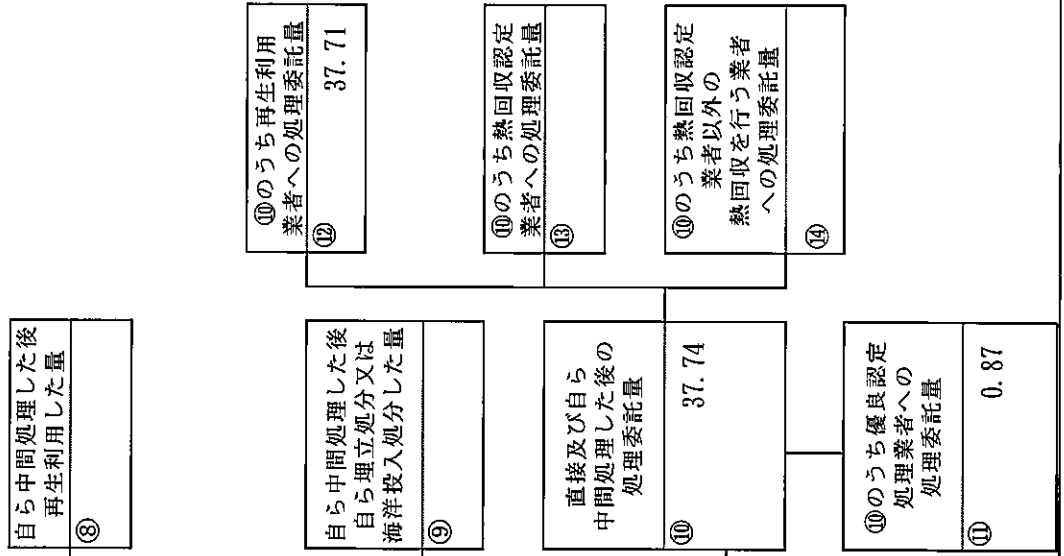 自ら中間処理した後
再生利用した量
⑧
自ら中間処理した後
自ら埋立処分又は
海洋投入処分した量
⑨
直接及び自ら
中間処理した後の
処理委託量
⑩
37.74
⑩のうち優良認定
処理業者への
処理委託量
⑪
0.87
⑩のうち再生利用
業者への処理委託量
⑫
37.71
⑩のうち熱回収認定
業者への処理委託量
⑬
⑩のうち熱回収認定
業者以外の
熱回収を行う業者
への処理委託量
⑭